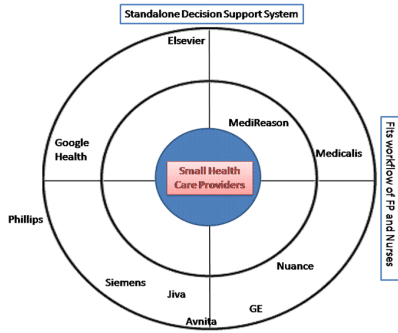 Standalone Decision Support System
Elsevier
MediReason
Google
Health
Medicalis
Fits workflow of FP and Nurses
Small Health
Care Providers
Phillips
Nuance
Siemens
Jiva
GE
Avnita